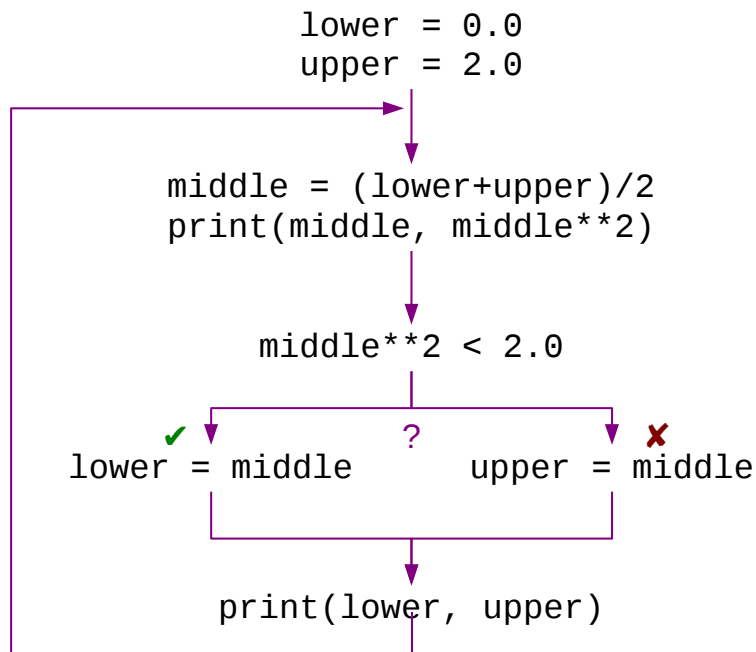 lower = 0.0
upper = 2.0
middle = (lower+upper)/2
print(middle, middle**2)
middle**2 < 2.0
✔ ? ✘
lower = middle upper = middle
print(lower, upper)